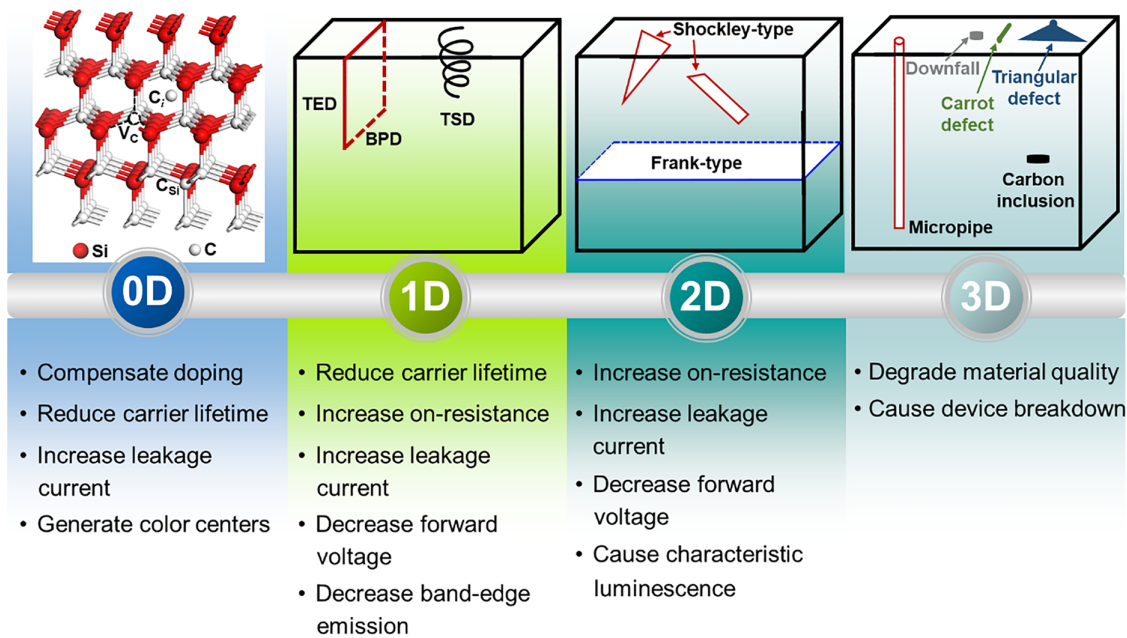 C𝑖
VC
CSi
Si
C
TED
BPD
TSD
Shockley-type
Frank-type
Downfall
Carrot
defect
Triangular
defect
Carbon
inclusion
Micropipe
0D
1D
2D
3D
• Compensate doping
• Reduce carrier lifetime
• Increase leakage
current
• Generate color centers
• Reduce carrier lifetime
• Increase on-resistance
• Increase leakage
current
• Decrease forward
voltage
• Decrease band-edge
emission
• Increase on-resistance
• Increase leakage
current
• Decrease forward
voltage
• Cause characteristic
luminescence
• Degrade material quality
• Cause device breakdown